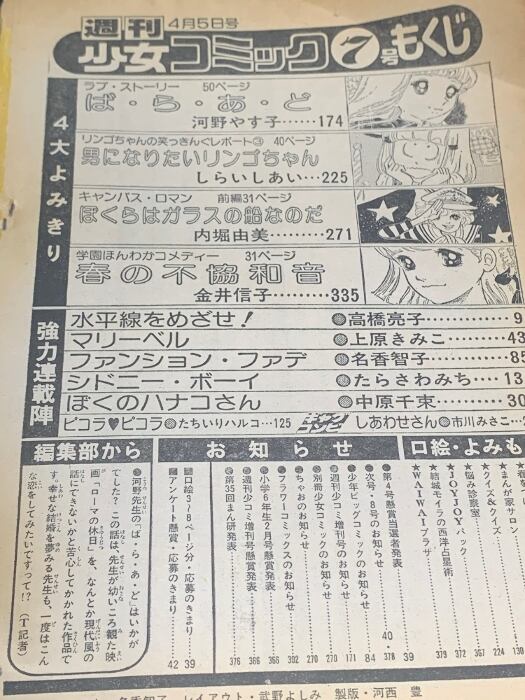 週刊
4月5日号
少女コミック7号もくじ
4大よみきり
ラブ・ストーリー 50ページ
ば・ら・あ・ど
河野やす子……174
リンゴちゃんの笑っきんぐレポート③ 40ページ
男になりたいリンゴちゃん
しらいしあい…225
キャンパス・ロマン 前編31ページ
ぼくらはガラスの船なのだ
内堀由美………271
学園ほんわかコメディー 31ページ
春の不協和音
金井信子………335
強力連載陣
水平線をめざせ! 高橋亮子…………9
マリーベル 上原きみこ………43
ファンション・ファデ 名香智子………85
シドニー・ボーイ たらさわみち…13
ぼくのハナコさん 中原千束………30
ピコラ♥ピコラ たちいりハルコ…125
しあわせさん 市川みさこ…2
口絵・よみも
まんが家サロン
クイズ&クイズ
悩み診察室
JOYJOYパック
結城モイラの西洋占星術
WAIWAIプラザ
130
224
360
367
377
379
お知らせ
第4号懸賞当選者発表 40・378
次号・8号のお知らせ 84
少年ビッグコミックのお知らせ 171
週刊少コミ増刊号のお知らせ 270
別冊少女コミックのお知らせ 270
ちゃおのお知らせ 302
フラワーコミックスのお知らせ 356
小学6年生2月号懸賞発表 361
週刊少コミ増刊号懸賞発表 366
第35回まん研発表 376
口絵5~8ページ分・応募のきまり 39
アンケート懸賞・応募のきまり 42
編集部から
河野先生の「ば・ら・あ・ど」はいかが
でした?この話は、先生が幼いころ観た映
画「ローマの休日」を、なんとか現代風の
話にできないかと苦心してかかれた作品で
す。幸せな結婚を夢みる先生も、一度はこん
な恋をしてみたいですって!?
(T記者)
名香智子 レイアウト・武野よしみ 製版・河西 豊